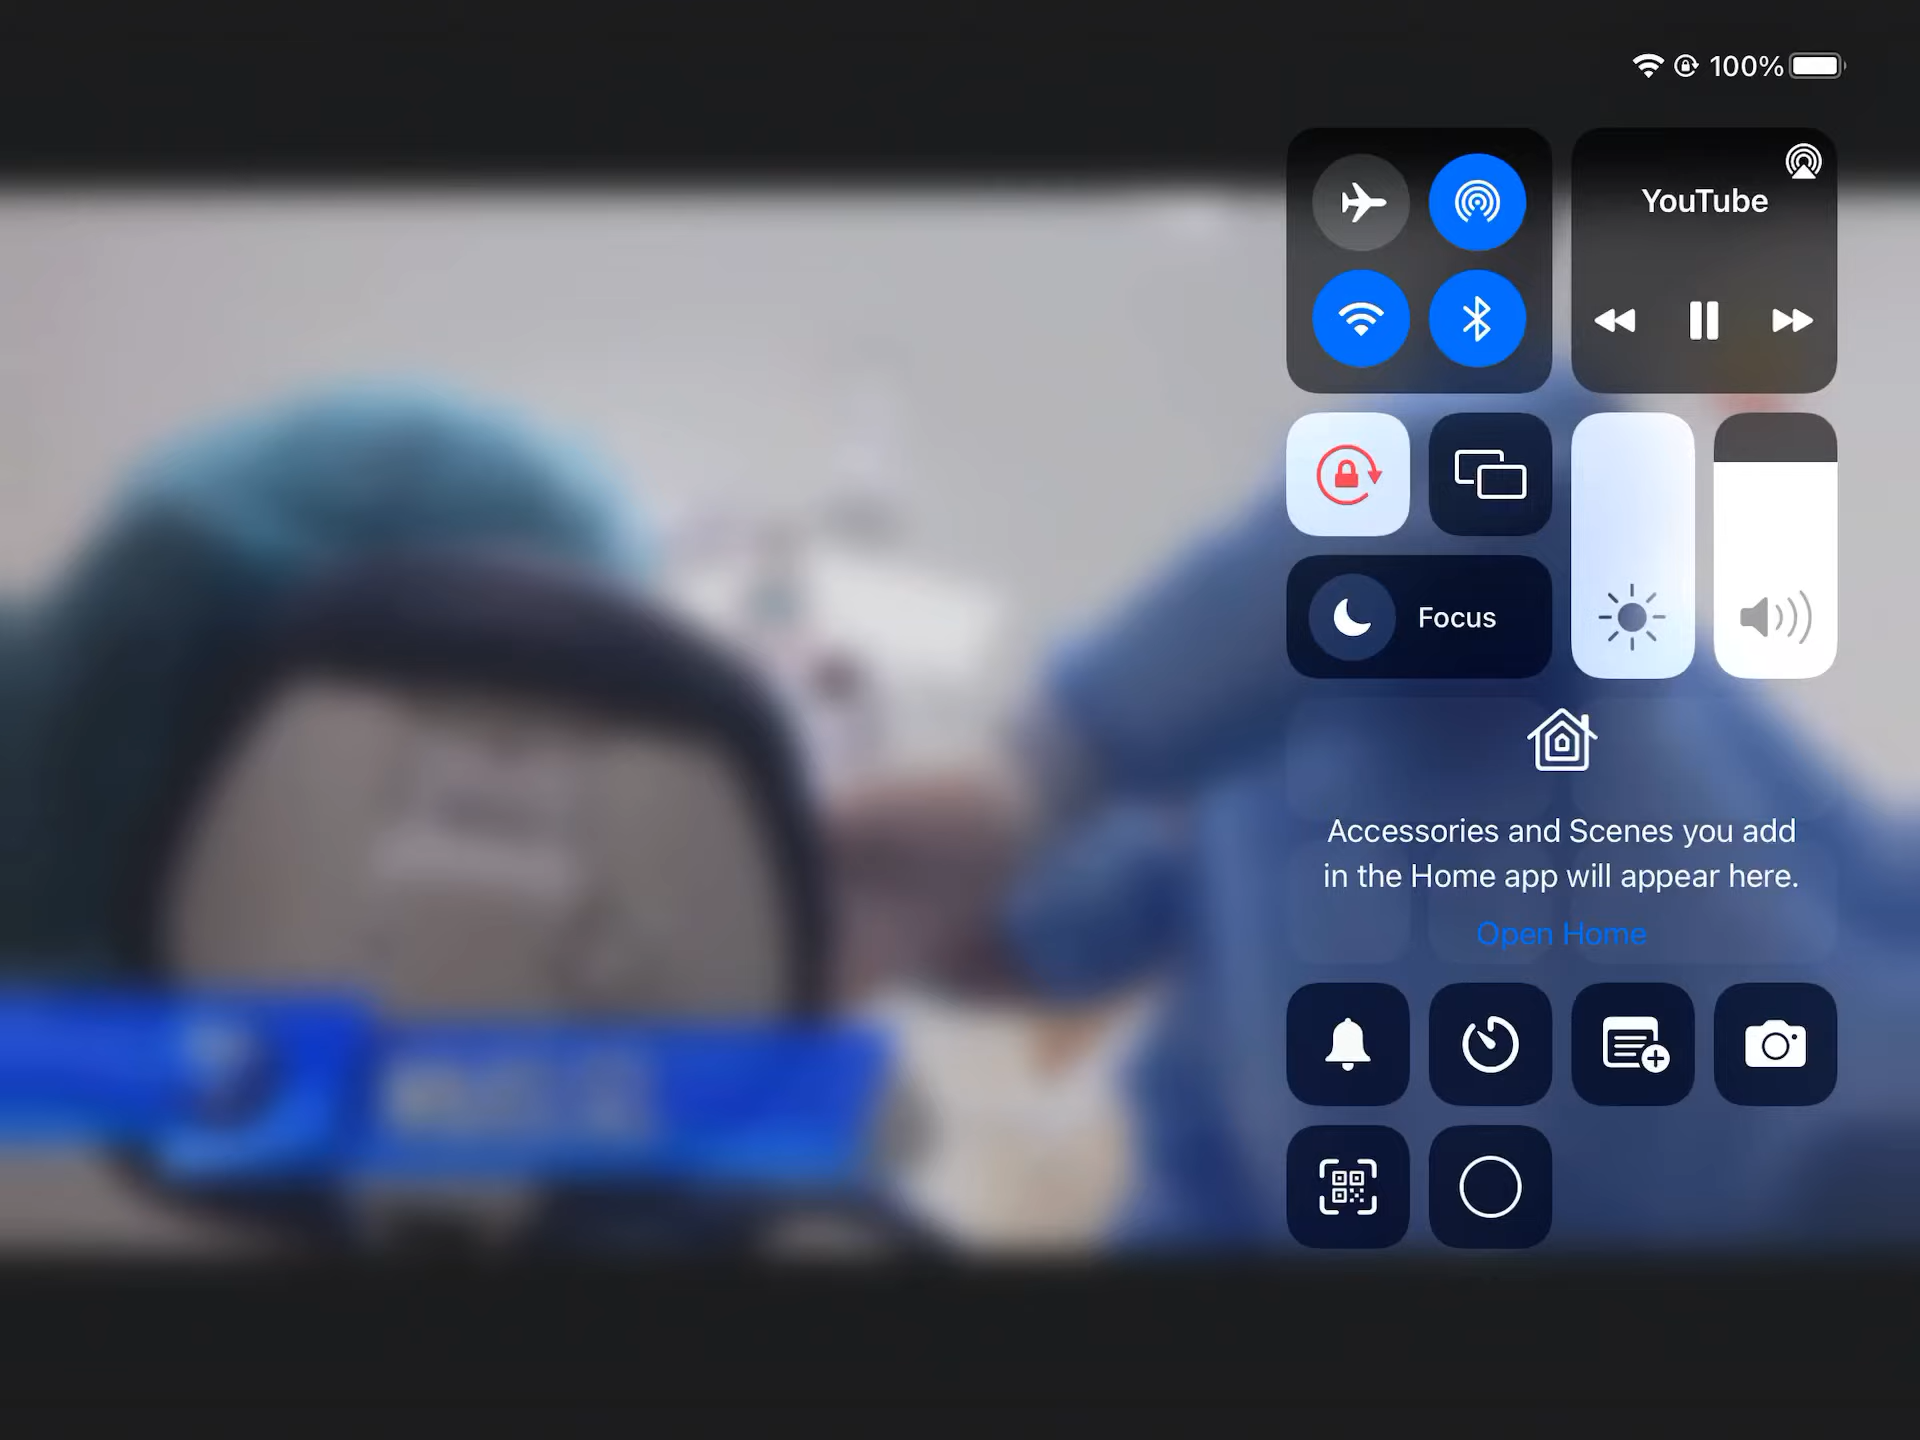 100%
YouTube
Focus
Accessories and Scenes you add
in the Home app will appear here.
Open Home